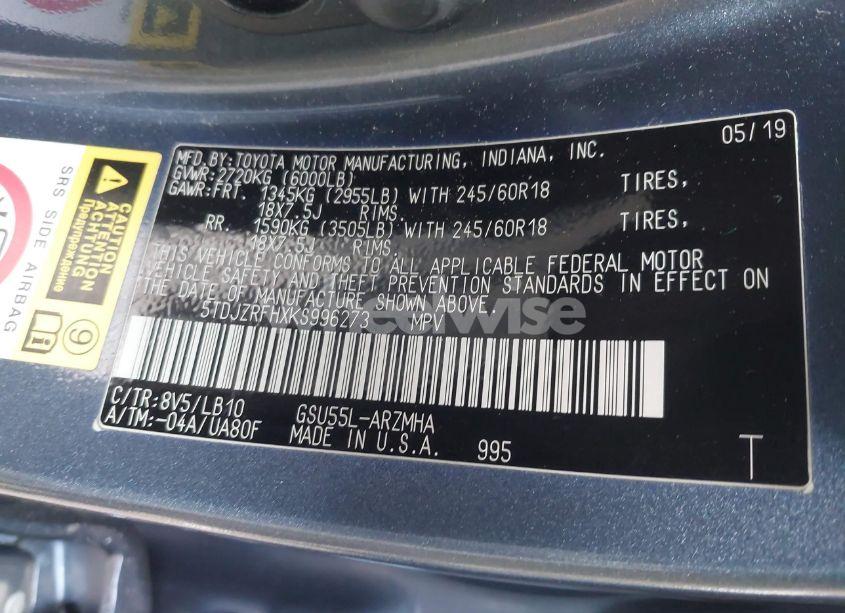 05/19
MFD.BY:TOYOTA MOTOR MANUFACTURING, INDIANA, INC.
GVWR:2720KG (6000LB)
GAWR:FRT. 1345KG (2955LB) WITH 245/60R18 TIRES,
18X7.5J RIMS.
RR. 1590KG (3505LB) WITH 245/60R18 TIRES,
18X7.5J RIMS.
THIS VEHICLE CONFORMS TO ALL APPLICABLE FEDERAL MOTOR
VEHICLE SAFETY AND THEFT PREVENTION STANDARDS IN EFFECT ON
THE DATE OF MANUFACTURE SHOWN ABOVE.
5TDJZRFHXKS996273 MPV
C/TR:8V5/LB10 GSU55L-ARZMHA
A/TM:-04A/UA80F MADE IN U.S.A. 995 T
SRS SIDE AIRBAG
CAUTION
ATTENTION
ACHTUNG
Предупреждение
9